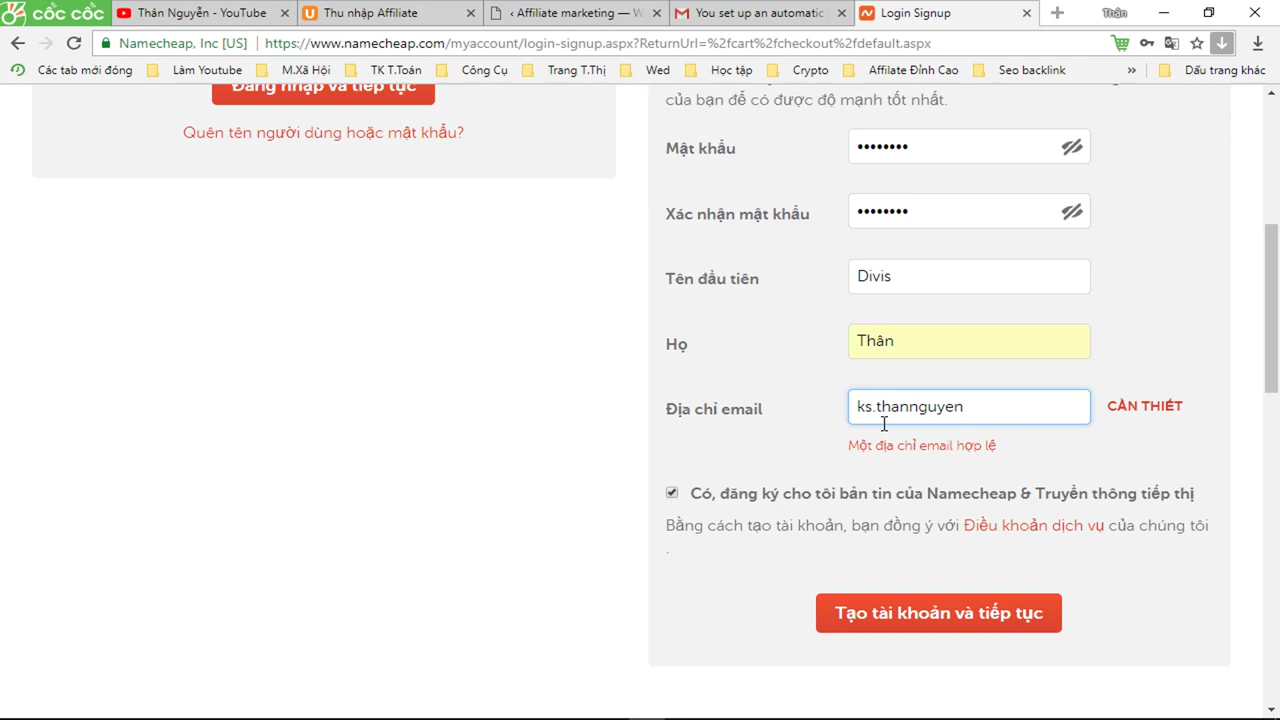 cốc cốc
Thân Nguyễn - YouTube
Thu nhập Affiliate
‹ Affiliate marketing — W
You set up an automatic
Login Signup
Thân
Namecheap, Inc [US]
https://www.namecheap.com/myaccount/login-signup.aspx?ReturnUrl=%2fcart%2fcheckout%2fdefault.aspx
Các tab mới đóng
Làm Youtube
M.Xã Hội
TK T.Toán
Công Cụ
Trang T.Thị
Wed
Học tập
Crypto
Affilate Đỉnh Cao
Seo backlink
»
Dấu trang khác
Đăng nhập và tiếp tục
Quên tên người dùng hoặc mật khẩu?
của bạn để có được độ mạnh tốt nhất.
Mật khẩu
••••••••
Xác nhận mật khẩu
••••••••
Tên đầu tiên
Divis
Họ
Thân
Địa chỉ email
ks.thannguyen
CẦN THIẾT
Một địa chỉ email hợp lệ
Có, đăng ký cho tôi bản tin của Namecheap & Truyền thông tiếp thị
Bằng cách tạo tài khoản, bạn đồng ý với Điều khoản dịch vụ của chúng tôi
.
Tạo tài khoản và tiếp tục